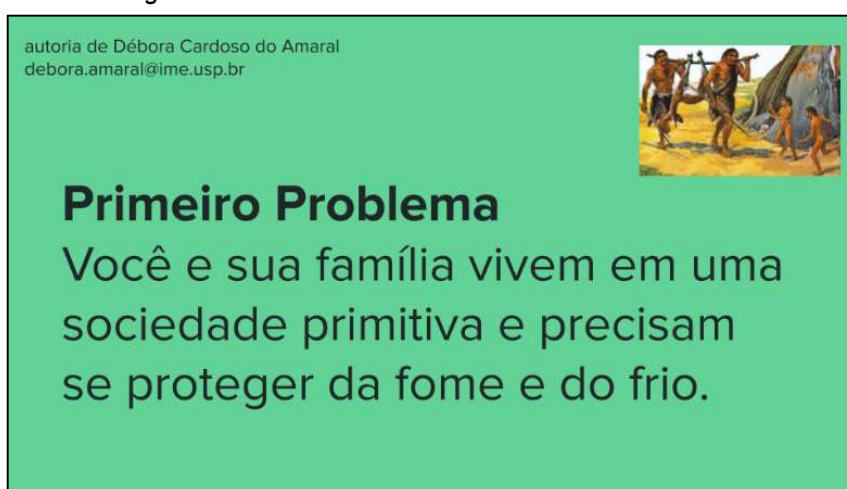 autoria de Débora Cardoso do Amaral
debora.amaral@ime.usp.br
Primeiro Problema
Você e sua família vivem em uma
sociedade primitiva e precisam
se proteger da fome e do frio.